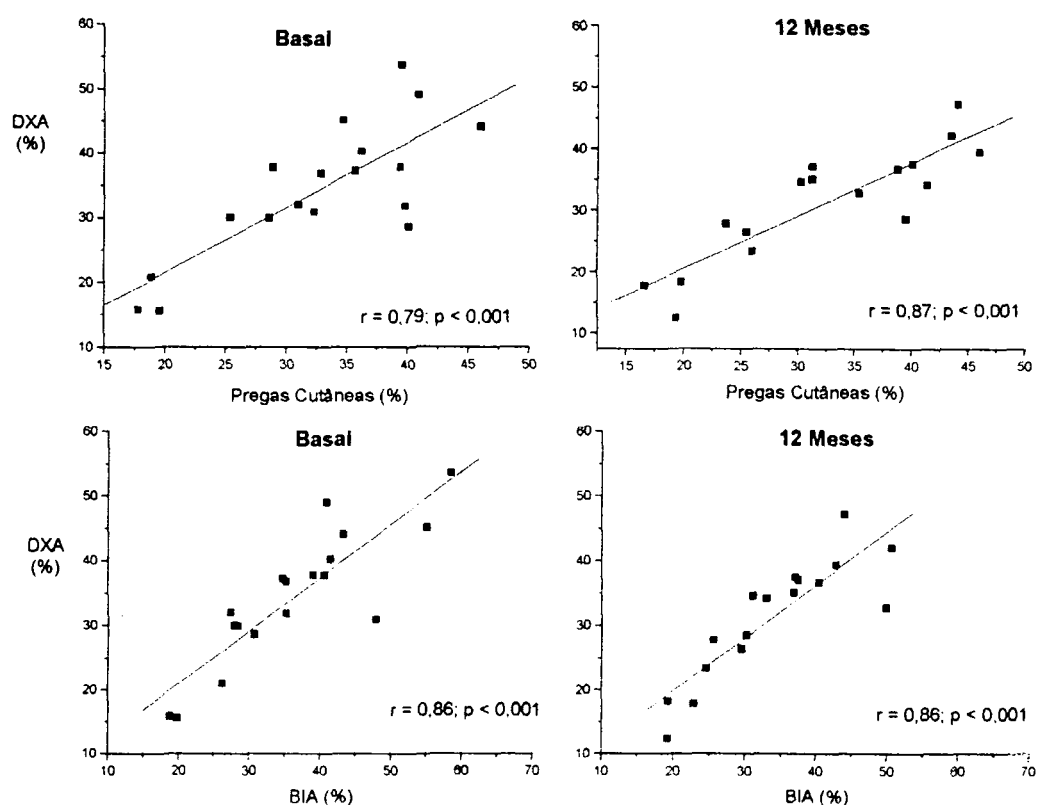 Basal
60
50
40
30
20
10
DXA
(%)
r = 0,79; p < 0,001
15 20 25 30 35 40 45 50
Pregas Cutâneas (%)
12 Meses
60
50
40
30
20
10
r = 0,87; p < 0,001
15 20 25 30 35 40 45 50
Pregas Cutâneas (%)
Basal
60
50
40
30
20
10
DXA
(%)
r = 0,86; p < 0,001
10 20 30 40 50 60 70
BIA (%)
12 Meses
60
50
40
30
20
10
r = 0,86; p < 0,001
10 20 30 40 50 60 70
BIA (%)